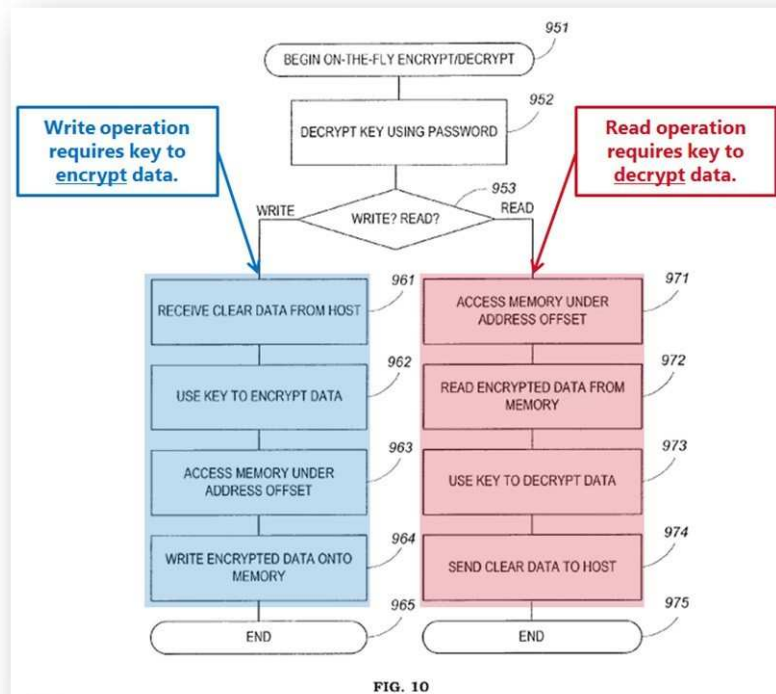 951
BEGIN ON-THE-FLY ENCRYPT/DECRYPT
952
DECRYPT KEY USING PASSWORD
Write operation
requires key to
encrypt data.
Read operation
requires key to
decrypt data.
953
WRITE
WRITE? READ?
READ
961
RECEIVE CLEAR DATA FROM HOST
962
USE KEY TO ENCRYPT DATA
963
ACCESS MEMORY UNDER
ADDRESS OFFSET
964
WRITE ENCRYPTED DATA ONTO
MEMORY
965
END
971
ACCESS MEMORY UNDER
ADDRESS OFFSET
972
READ ENCRYPTED DATA FROM
MEMORY
973
USE KEY TO DECRYPT DATA
974
SEND CLEAR DATA TO HOST
975
END
FIG. 10